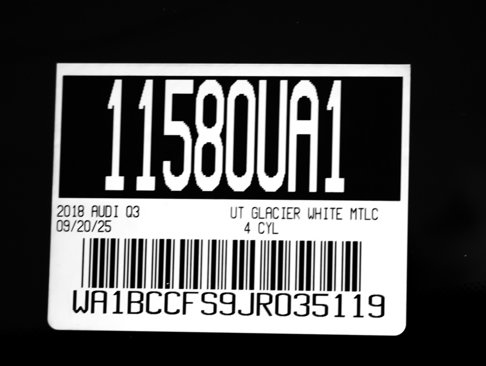 11580UA1
2018 AUDI Q3 UT GLACIER WHITE MTLC
09/20/25 4 CYL
WA1BCCFS9JR035119